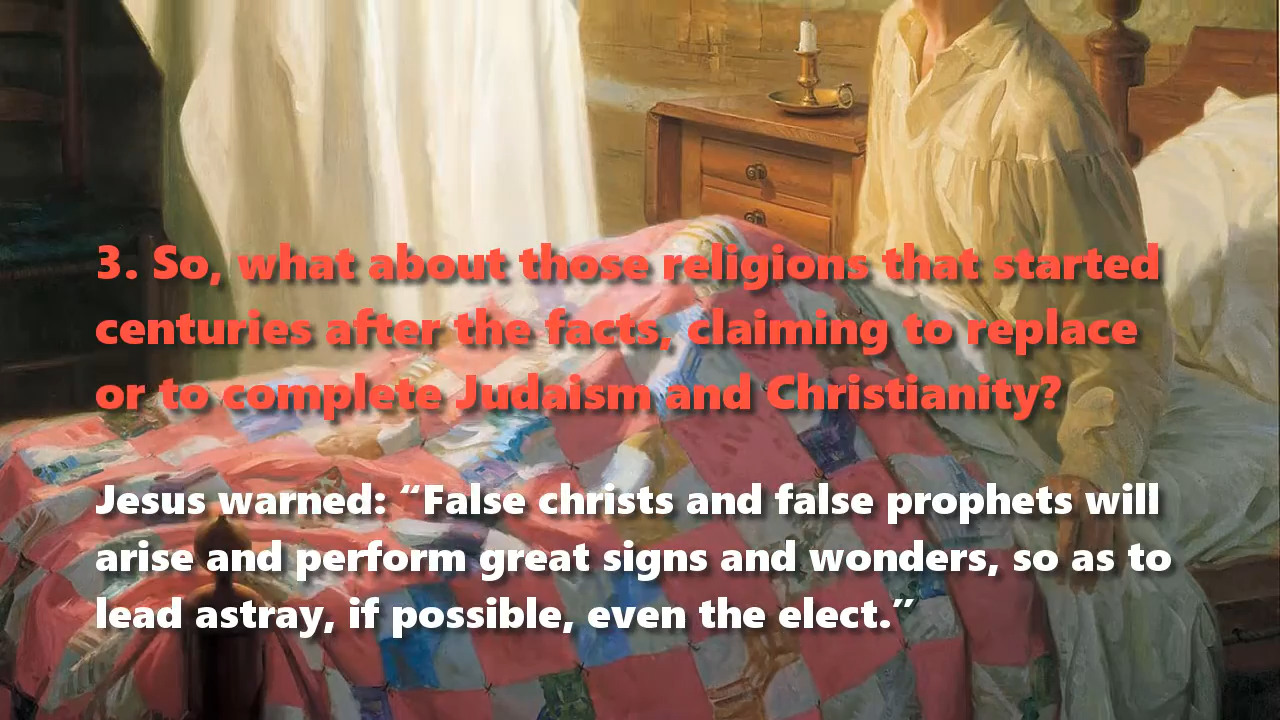 3. So, what about those religions that started
centuries after the facts, claiming to replace
or to complete Judaism and Christianity?
Jesus warned: “False christs and false prophets will
arise and perform great signs and wonders, so as to
lead astray, if possible, even the elect.”